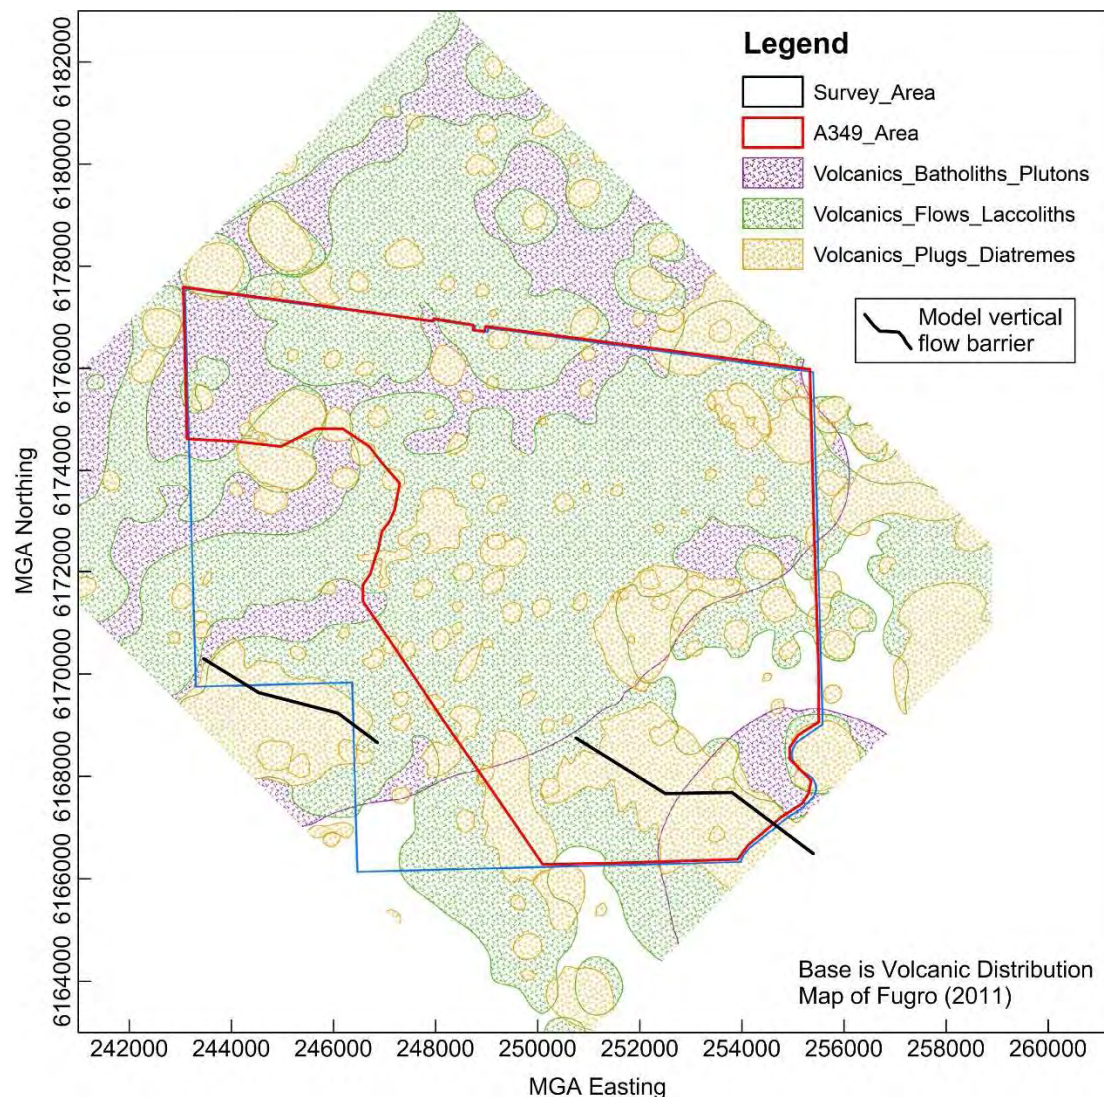 Legend
Survey_Area
A349_Area
Volcanics_Batholiths_Plutons
Volcanics_Flows_Laccoliths
Volcanics_Plugs_Diatremes
Model vertical
flow barrier
6182000
6180000
6178000
6176000
6174000
6172000
6170000
6168000
6166000
6164000
MGA Northing
Base is Volcanic Distribution
Map of Fugro (2011)
242000 244000 246000 248000 250000 252000 254000 256000 258000 260000
MGA Easting